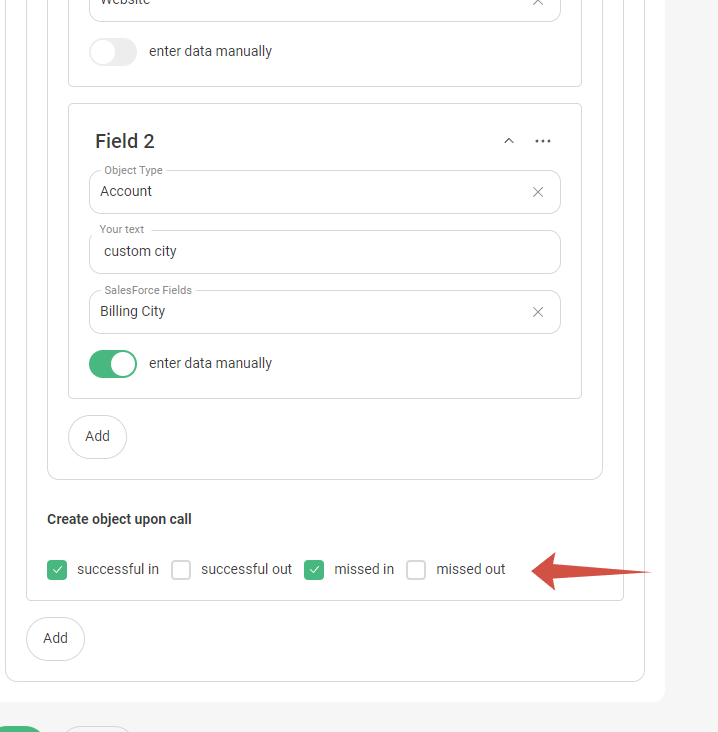 Website
enter data manually
Field 2
Object Type
Account
Your text
custom city
SalesForce Fields
Billing City
enter data manually
Add
Create object upon call
successful in successful out missed in missed out
Add